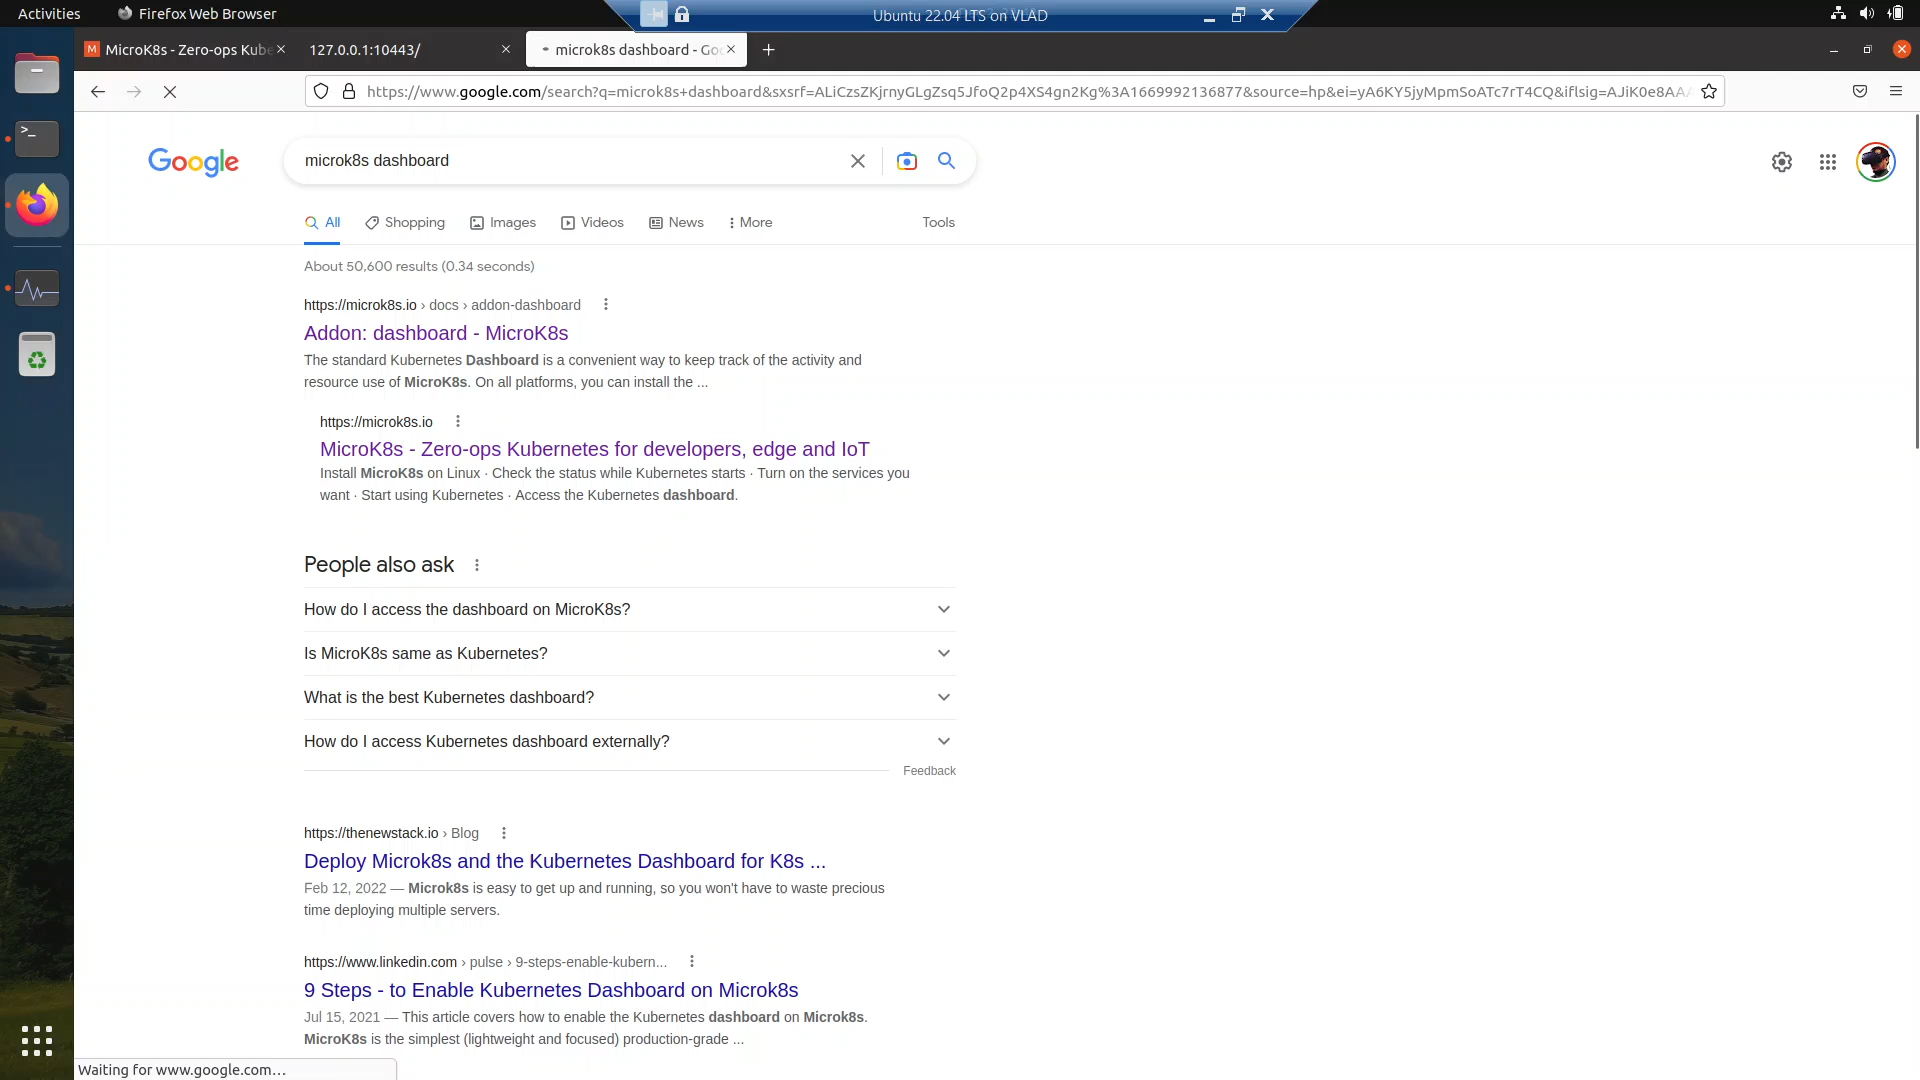 Activities
Firefox Web Browser
Ubuntu 22.04 LTS on VLAD
MicroK8s - Zero-ops Kube
127.0.0.1:10443/
microk8s dashboard - Goo
https://www.google.com/search?q=microk8s+dashboard&sxsrf=ALiCzsZKjrnyGLgZsq5JfoQ2p4XS4gn2Kg%3A1669992136877&source=hp&ei=yA6KY5jyMpmSoATc7rT4CQ&iflsig=AJiK0e8AAA
Google
microk8s dashboard
All
Shopping
Images
Videos
News
More
Tools
About 50,600 results (0.34 seconds)
https://microk8s.io › docs › addon-dashboard
Addon: dashboard - MicroK8s
The standard Kubernetes Dashboard is a convenient way to keep track of the activity and
resource use of MicroK8s. On all platforms, you can install the ...
https://microk8s.io
MicroK8s - Zero-ops Kubernetes for developers, edge and IoT
Install MicroK8s on Linux · Check the status while Kubernetes starts · Turn on the services you
want · Start using Kubernetes · Access the Kubernetes dashboard.
People also ask
How do I access the dashboard on MicroK8s?
Is MicroK8s same as Kubernetes?
What is the best Kubernetes dashboard?
How do I access Kubernetes dashboard externally?
Feedback
https://thenewstack.io › Blog
Deploy Microk8s and the Kubernetes Dashboard for K8s ...
Feb 12, 2022 — Microk8s is easy to get up and running, so you won't have to waste precious
time deploying multiple servers.
https://www.linkedin.com › pulse › 9-steps-enable-kubern...
9 Steps - to Enable Kubernetes Dashboard on Microk8s
Jul 15, 2021 — This article covers how to enable the Kubernetes dashboard on Microk8s.
MicroK8s is the simplest (lightweight and focused) production-grade ...
Waiting for www.google.com…